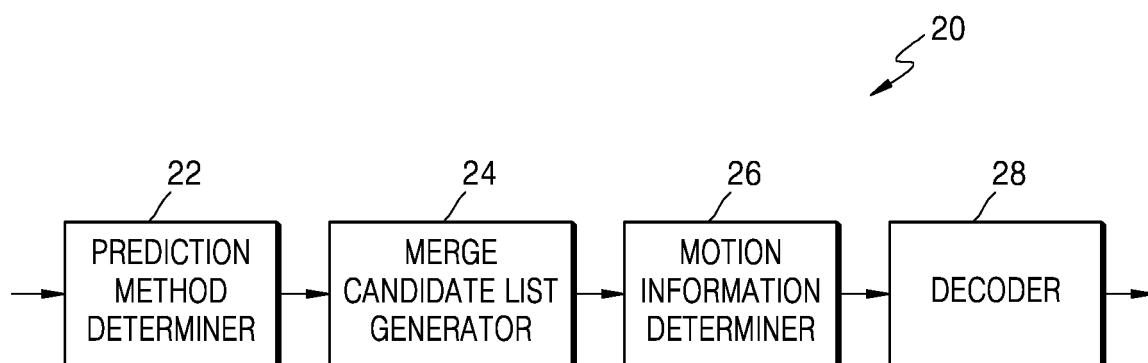 20
22
24
26
28
PREDICTION
METHOD
DETERMINER
MERGE
CANDIDATE LIST
GENERATOR
MOTION
INFORMATION
DETERMINER
DECODER